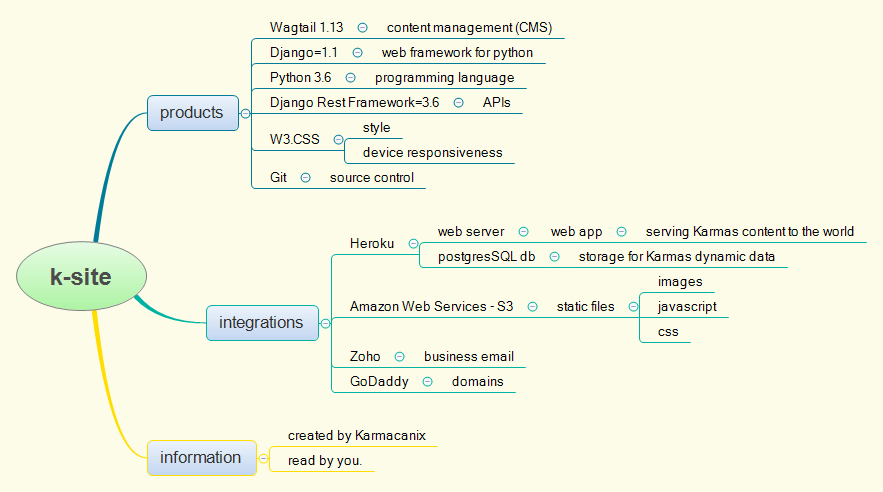 k-site
products
Wagtail 1.13 content management (CMS)
Django=1.1 web framework for python
Python 3.6 programming language
Django Rest Framework=3.6 APIs
W3.CSS
style
device responsiveness
Git source control
integrations
Heroku
web server web app serving Karmas content to the world
postgresSQL db storage for Karmas dynamic data
Amazon Web Services - S3 static files
images
javascript
css
Zoho business email
GoDaddy domains
information
created by Karmacanix
read by you.